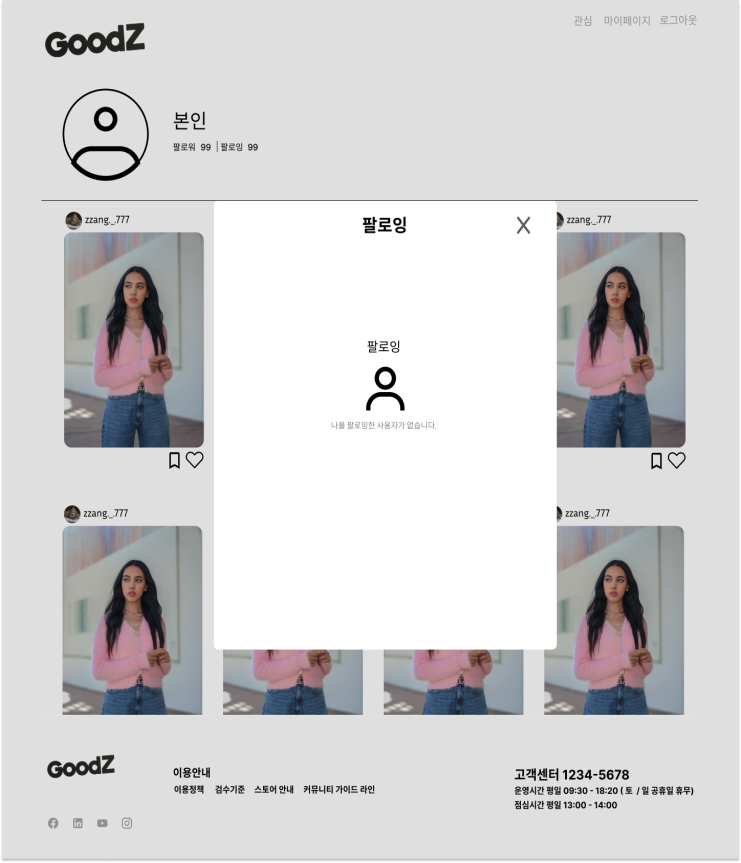 GOODZ
관심 마이페이지 로그아웃
본인
팔로워 99 | 팔로잉 99
zzang._.777
zzang._.777
팔로잉 X
팔로잉
나를 팔로잉한 사용자가 없습니다.
zzang._.777
zzang._.777
GOODZ
이용안내
이용정책 검수기준 스토어 안내 커뮤니티 가이드 라인
고객센터 1234-5678
운영시간 평일 09:30 - 18:20 ( 토 / 일 공휴일 휴무)
점심시간 평일 13:00 - 14:00